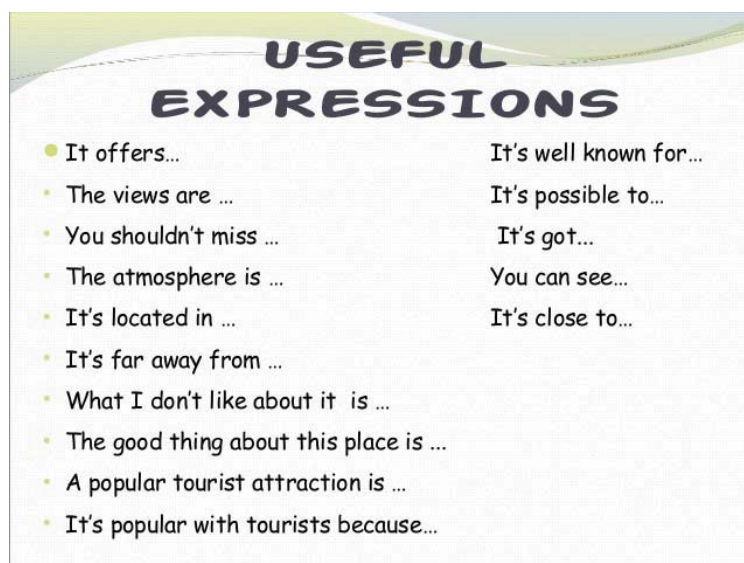 USEFUL
EXPRESSIONS
It offers…
The views are …
You shouldn't miss …
The atmosphere is …
It's located in …
It's far away from …
What I don't like about it  is …
The good thing about this place is ...
A popular tourist attraction is …
It's popular with tourists because…
It's well known for…
It's possible to…
It's got...
You can see…
It's close to…